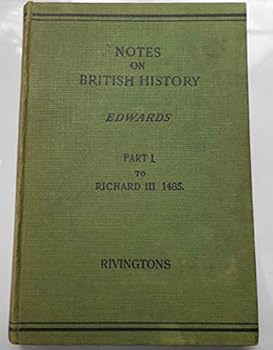 NOTES
ON
BRITISH HISTORY
EDWARDS
PART I.
TO
RICHARD III 1485.
RIVINGTONS